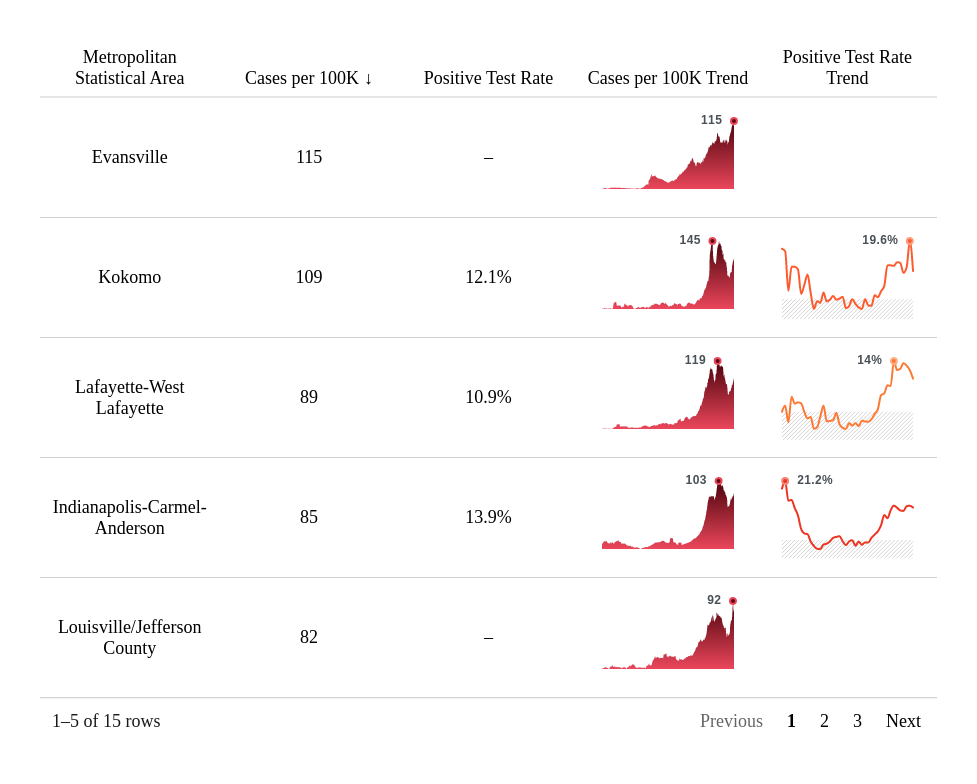 Metropolitan
Statistical Area
Cases per 100K ↓
Positive Test Rate
Cases per 100K Trend
Positive Test Rate
Trend
Evansville
115
–
115
Kokomo
109
12.1%
145
19.6%
Lafayette-West
Lafayette
89
10.9%
119
14%
Indianapolis-Carmel-
Anderson
85
13.9%
103
21.2%
Louisville/Jefferson
County
82
–
92
1–5 of 15 rows
Previous 1 2 3 Next